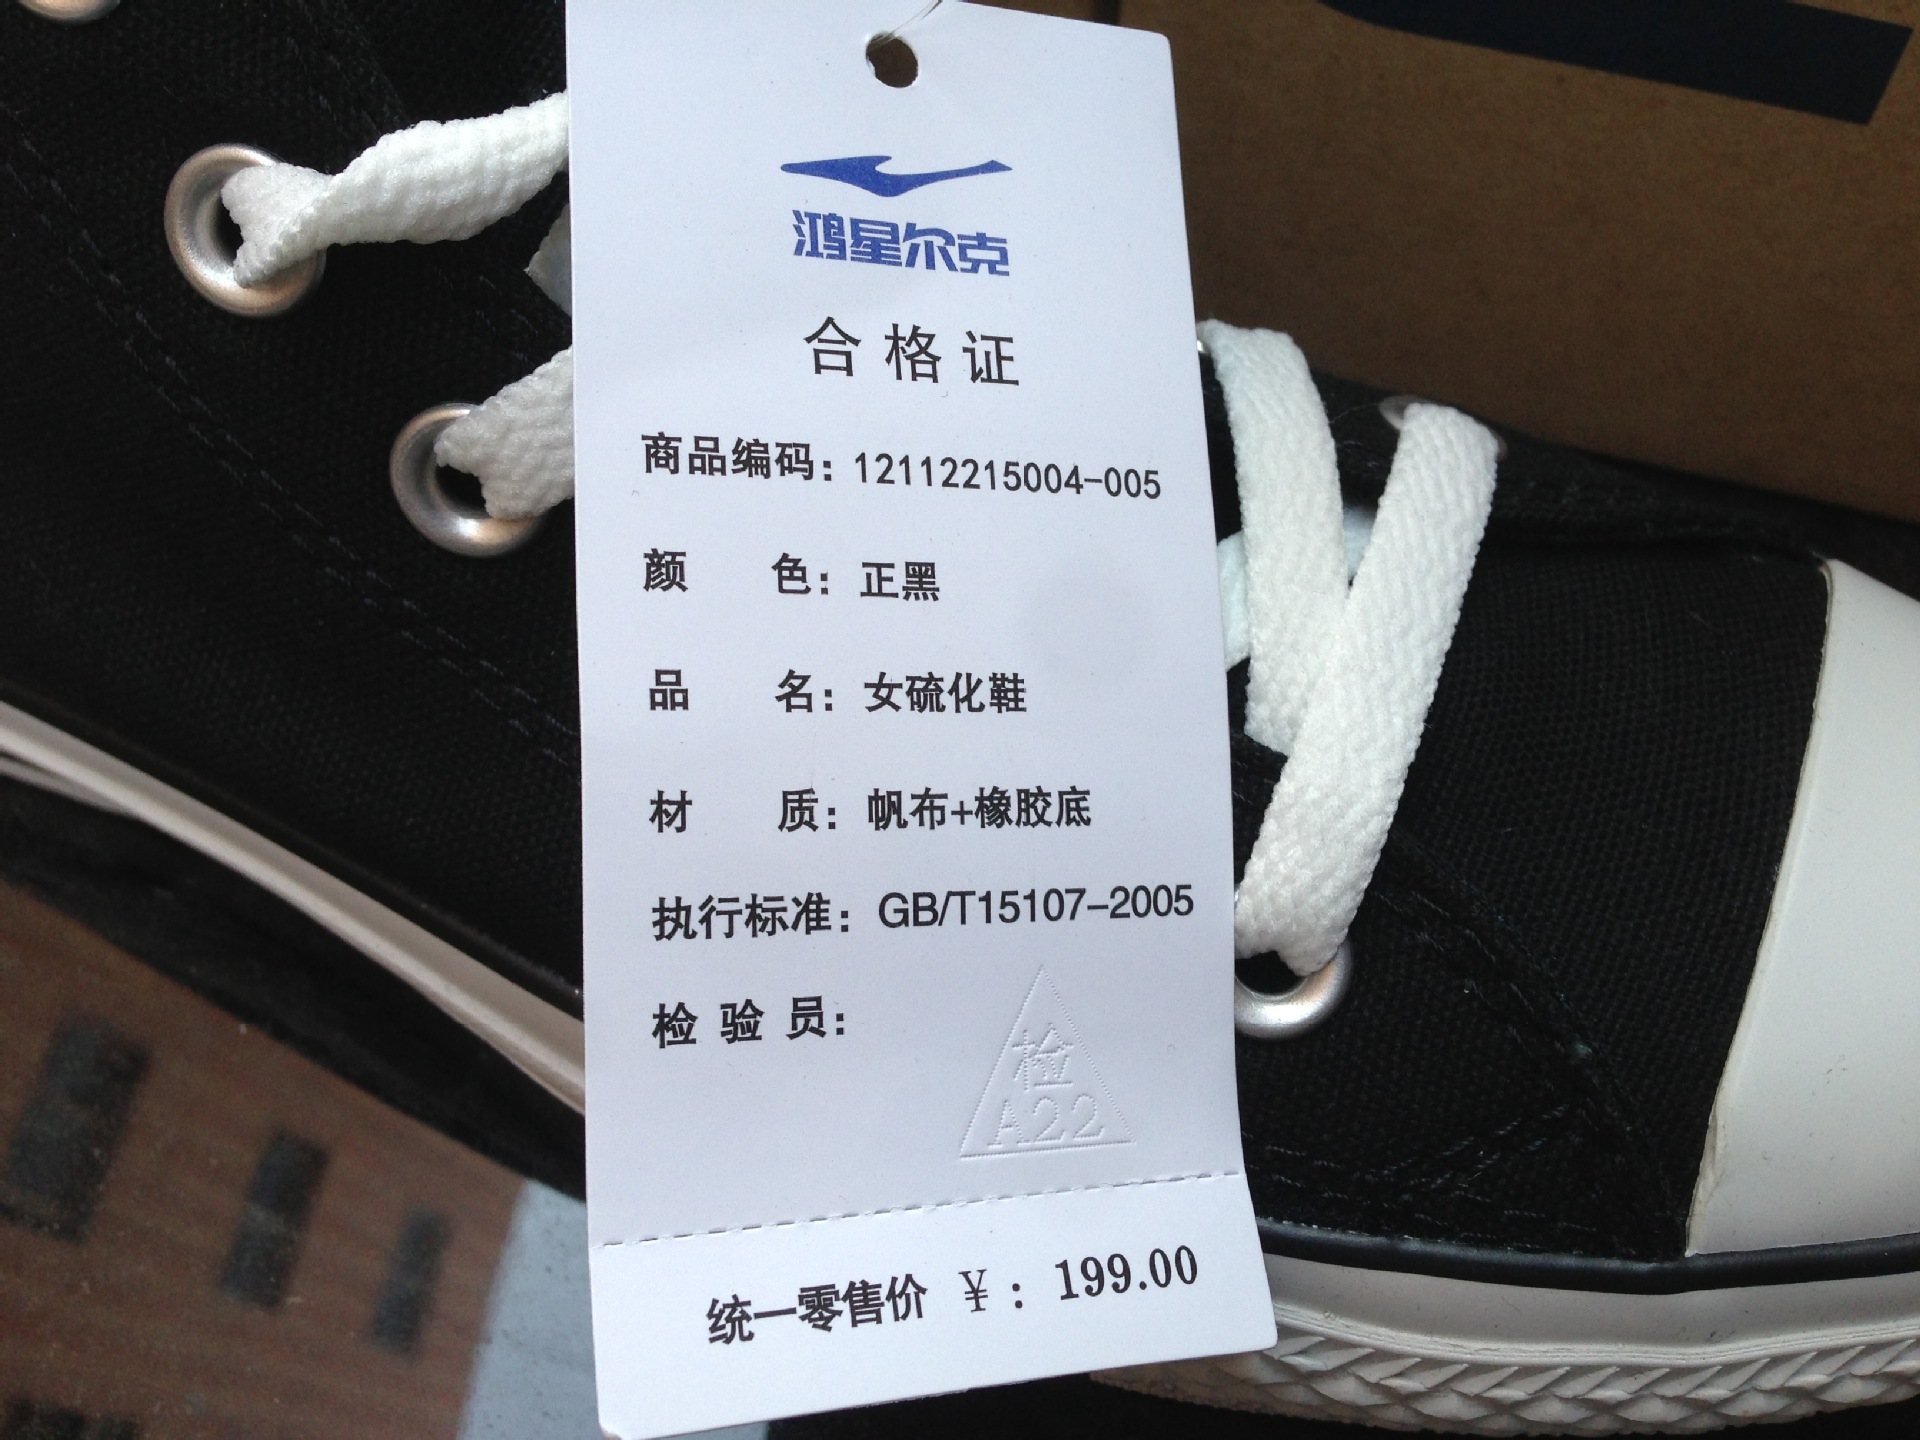 鸿星尔克
合格证
商品编码：12112215004-005
颜 色：正黑
品 名：女硫化鞋
材 质：帆布+橡胶底
执行标准：GB/T15107-2005
检验员：
检
A22
统一零售价 ￥：199.00